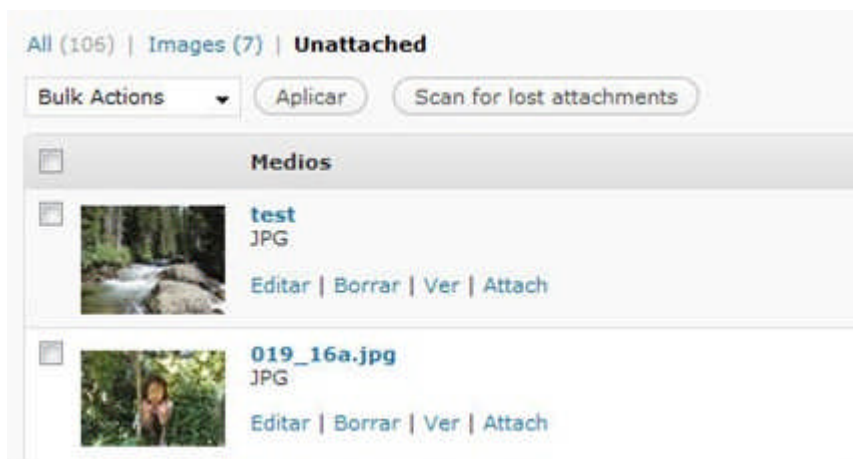 All (106) | Images (7) | Unattached
Bulk Actions Aplicar Scan for lost attachments
Medios
test
JPG
Editar | Borrar | Ver | Attach
019_16a.jpg
JPG
Editar | Borrar | Ver | Attach